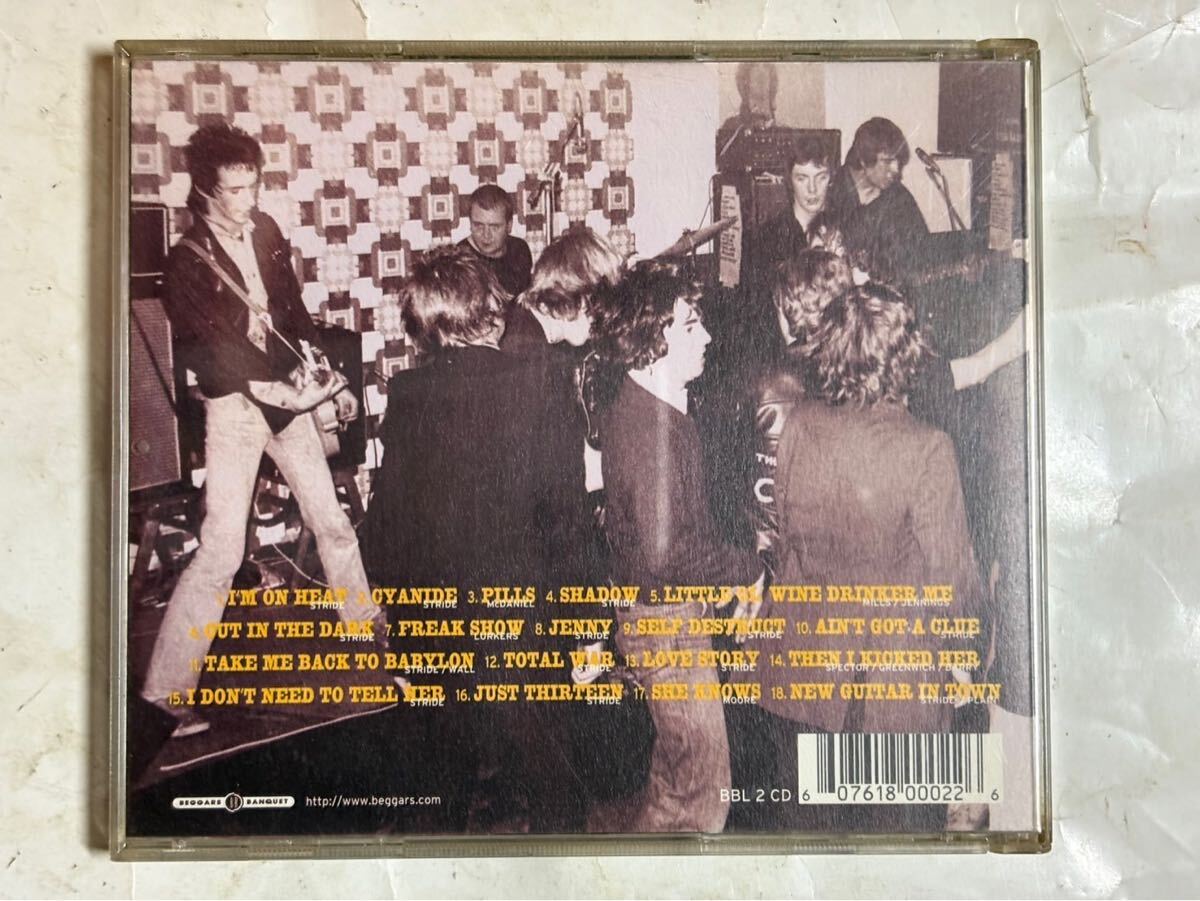 1. I'M ON HEAT STRIDE 2. CYANIDE STRIDE 3. PILLS McDANIEL 4. SHADOW STRIDE 5. LITTLE OL' WINE DRINKER ME MILLS / JENNINGS
6. OUT IN THE DARK STRIDE 7. FREAK SHOW LURKERS 8. JENNY STRIDE 9. SELF DESTRUCT STRIDE 10. AIN'T GOT A CLUE STRIDE
11. TAKE ME BACK TO BABYLON STRIDE / WALL 12. TOTAL WAR STRIDE 13. LOVE STORY STRIDE 14. THEN I KICKED HER SPECTOR / GREENWICH / BARRY
15. I DON'T NEED TO TELL HER STRIDE 16. JUST THIRTEEN STRIDE 17. SHE KNOWS MOORE 18. NEW GUITAR IN TOWN STRIDE / PLAIN
BEGGARS BANQUET http://www.beggars.com
BBL 2 CD 6 07618 00022 6